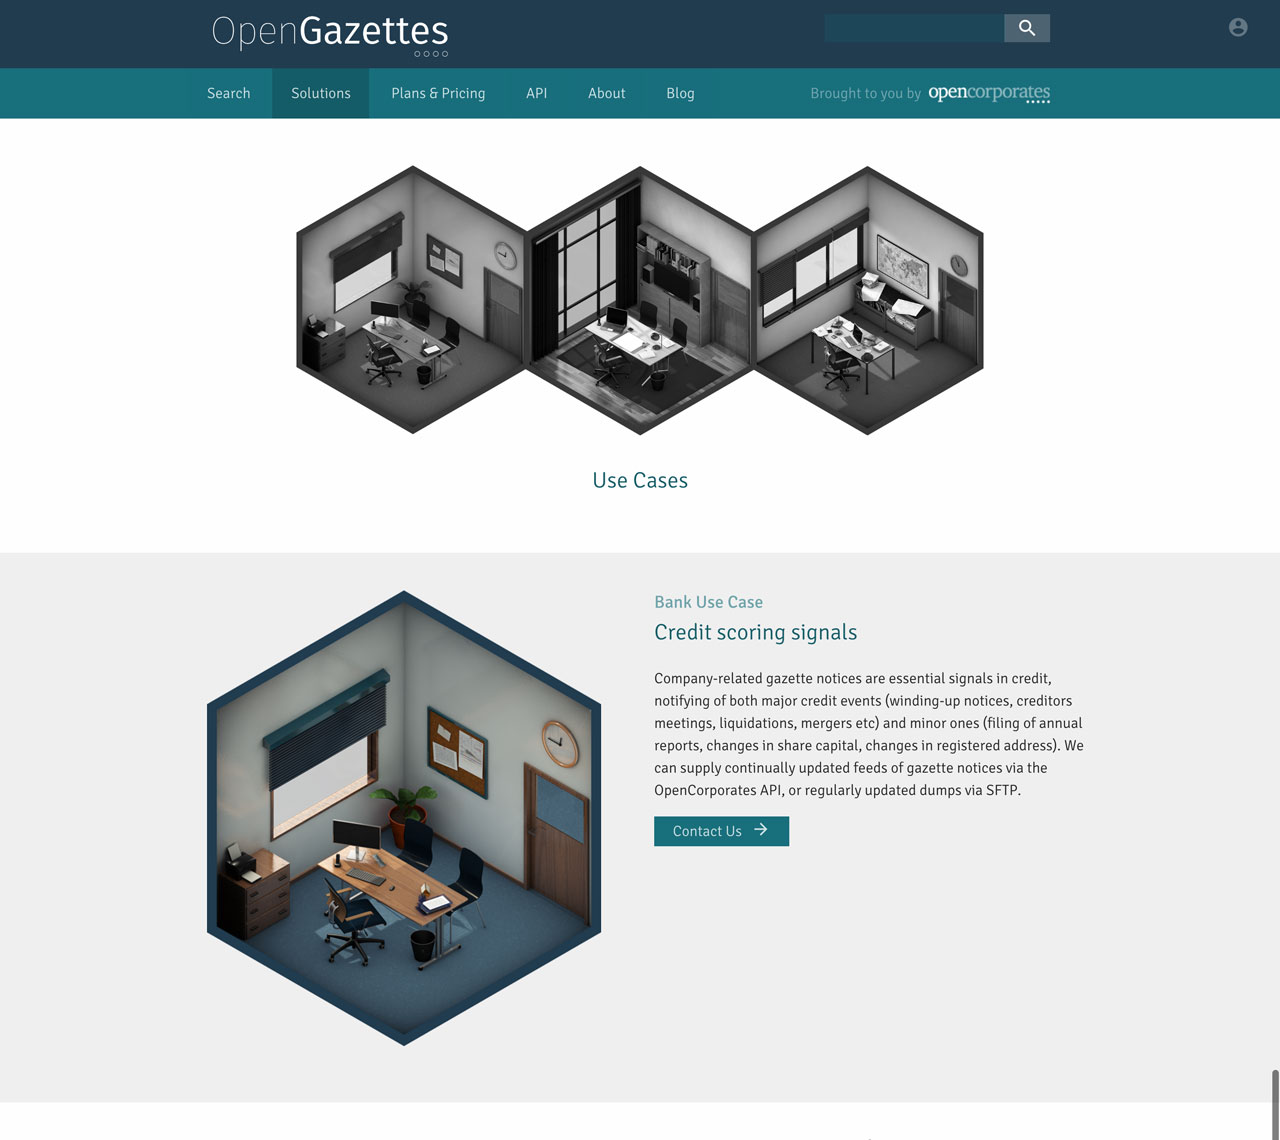 OpenGazettes
Search Solutions Plans & Pricing API About Blog Brought to you by opencorporates
Use Cases
Bank Use Case
Credit scoring signals
Company-related gazette notices are essential signals in credit,
notifying of both major credit events (winding-up notices, creditors
meetings, liquidations, mergers etc) and minor ones (filing of annual
reports, changes in share capital, changes in registered address). We
can supply continually updated feeds of gazette notices via the
OpenCorporates API, or regularly updated dumps via SFTP.
Contact Us